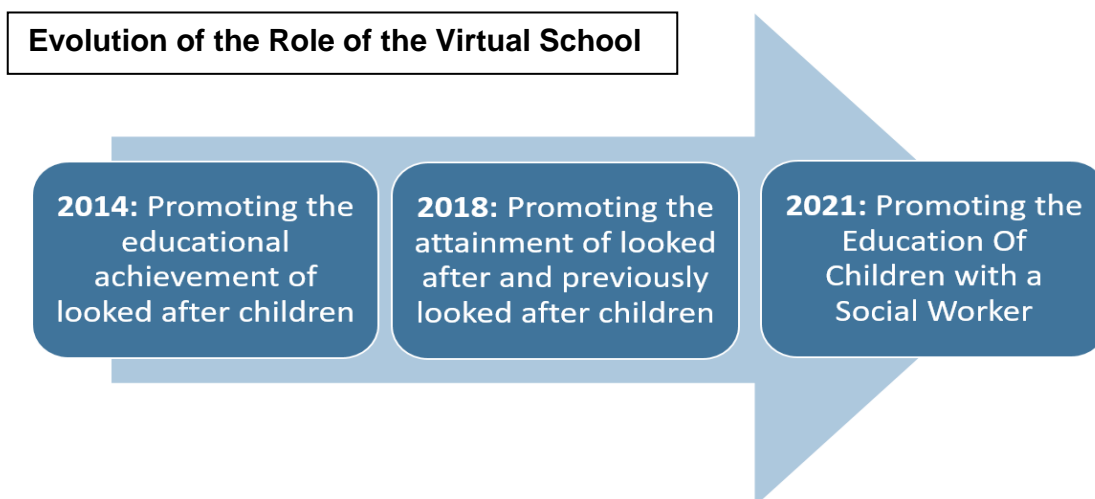 Evolution of the Role of the Virtual School
2014: Promoting the
educational
achievement of
looked after children
2018: Promoting the
attainment of looked
after and previously
looked after children
2021: Promoting the
Education Of
Children with a
Social Worker